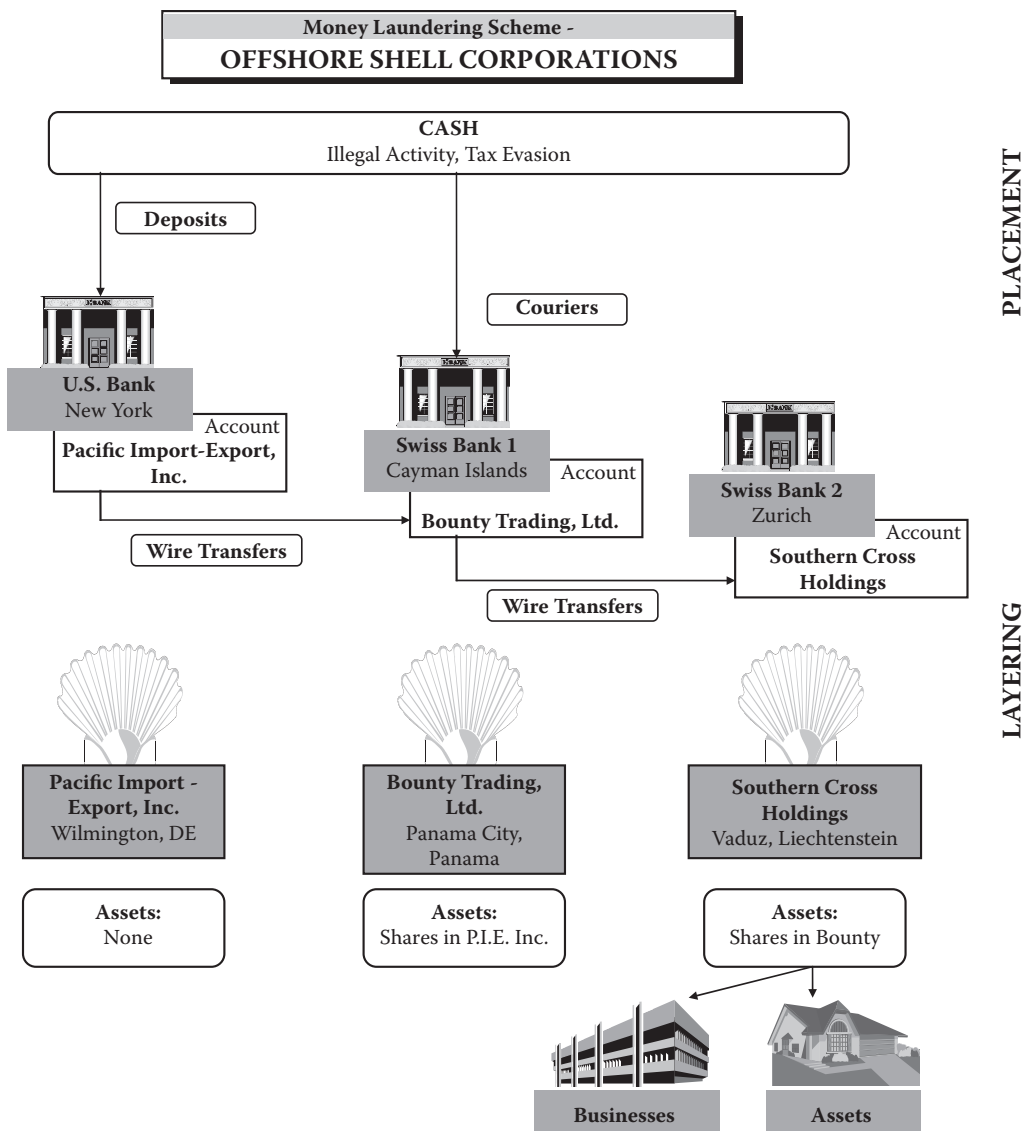 Money Laundering Scheme -
OFFSHORE SHELL CORPORATIONS
CASH
Illegal Activity, Tax Evasion
PLACEMENT
Deposits
Couriers
BANK
U.S. Bank
New York
Account
Pacific Import-Export,
Inc.
BANK
Swiss Bank 1
Cayman Islands
Account
Bounty Trading, Ltd.
BANK
Swiss Bank 2
Zurich
Account
Southern Cross
Holdings
Wire Transfers
Wire Transfers
LAYERING
Pacific Import -
Export, Inc.
Wilmington, DE
Bounty Trading,
Ltd.
Panama City,
Panama
Southern Cross
Holdings
Vaduz, Liechtenstein
Assets:
None
Assets:
Shares in P.I.E. Inc.
Assets:
Shares in Bounty
Businesses
Assets